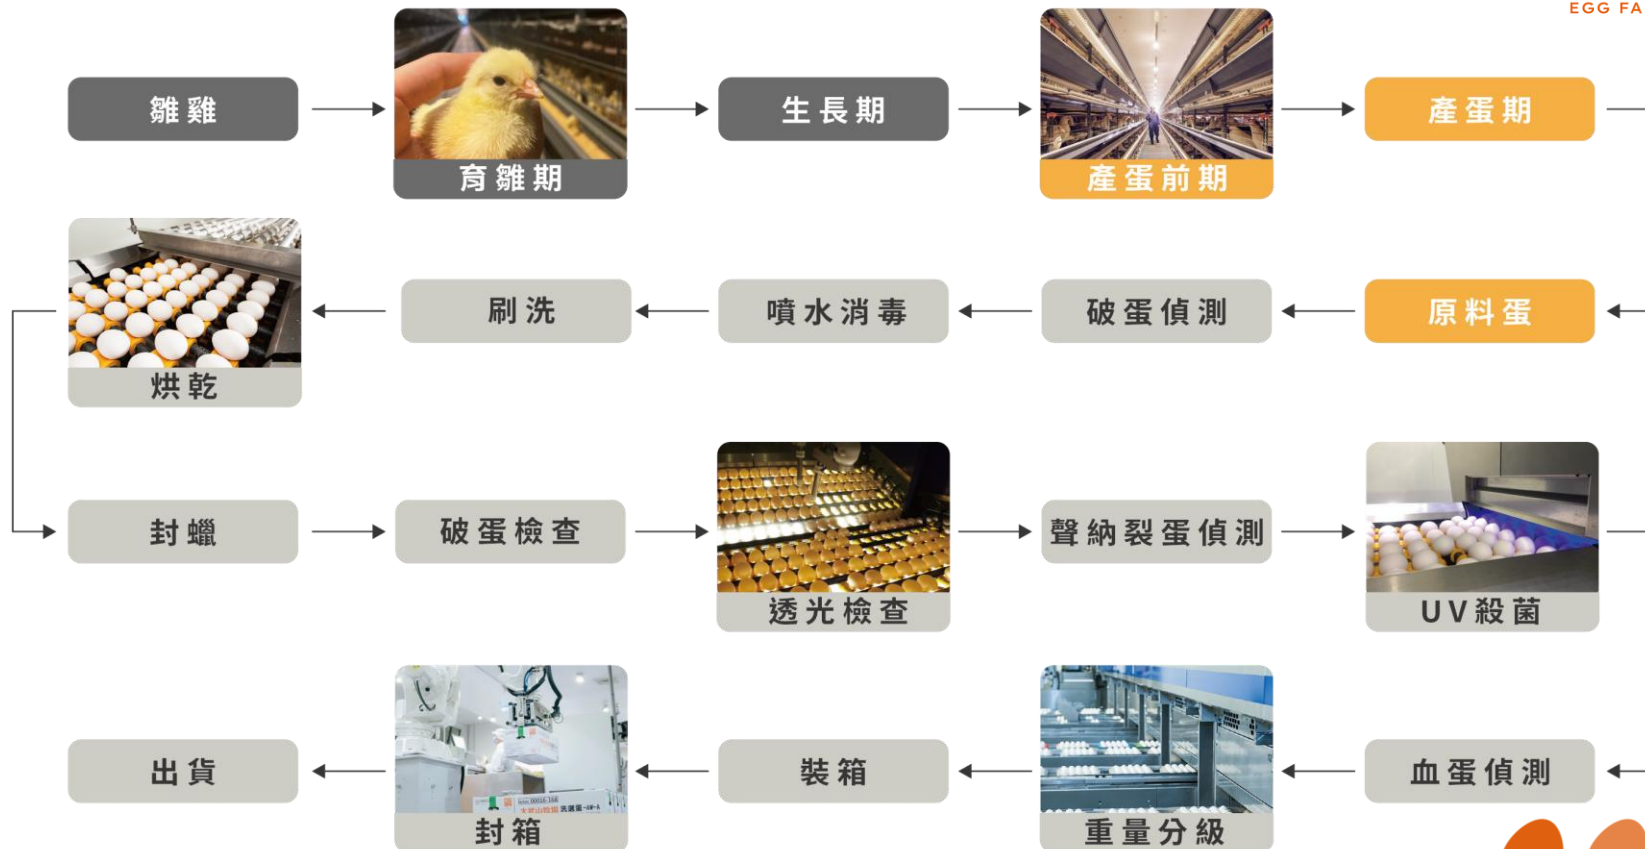 EGG FA
雛雞
育雛期
生長期
產蛋前期
產蛋期
原料蛋
破蛋偵測
噴水消毒
刷洗
烘乾
封蠟
破蛋檢查
透光檢查
聲納裂蛋偵測
UV殺菌
血蛋偵測
重量分級
裝箱
封箱
出貨